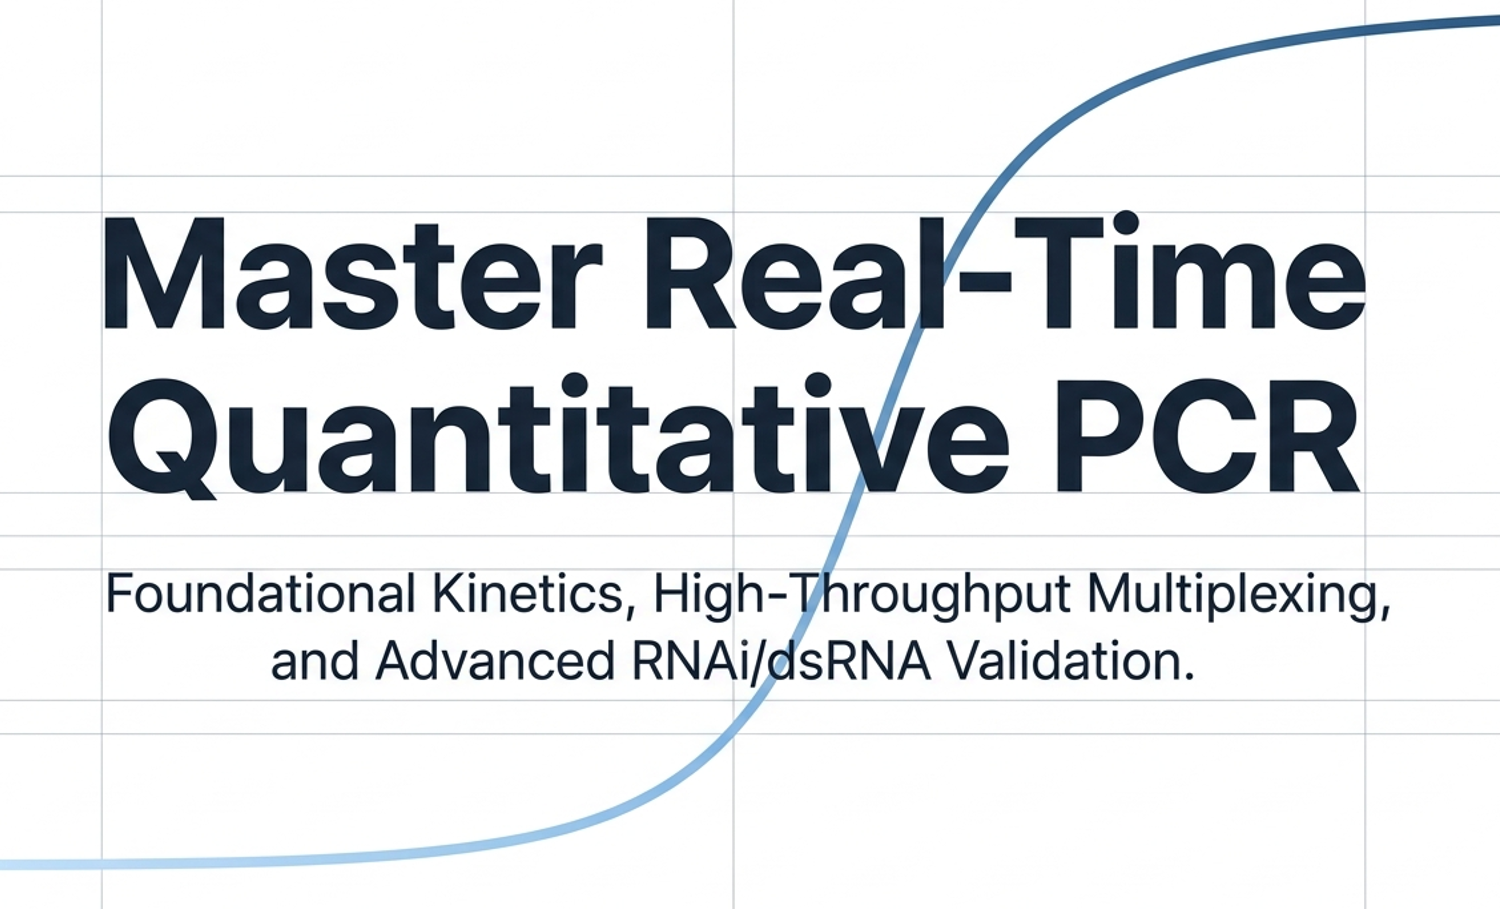 Master Real-Time
Quantitative PCR
Foundational Kinetics, High-Throughput Multiplexing,
and Advanced RNAi/dsRNA Validation.